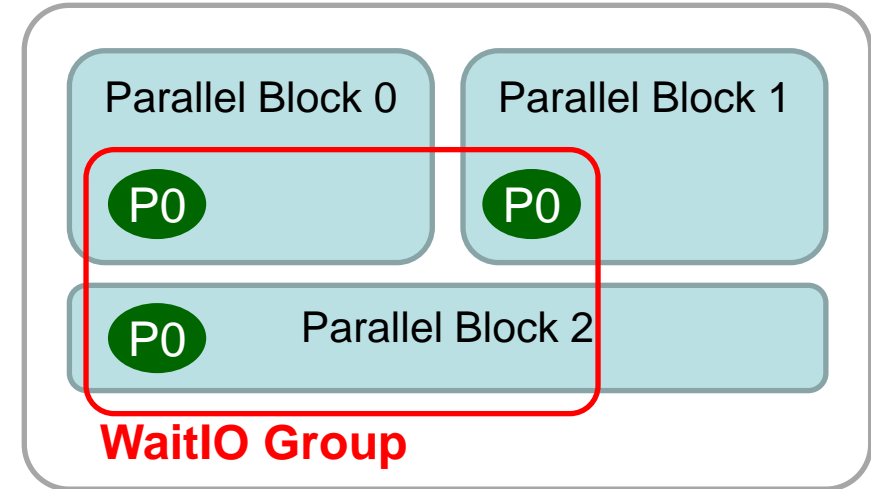 Parallel Block 0
Parallel Block 1
P0
P0
P0
Parallel Block 2
WaitIO Group